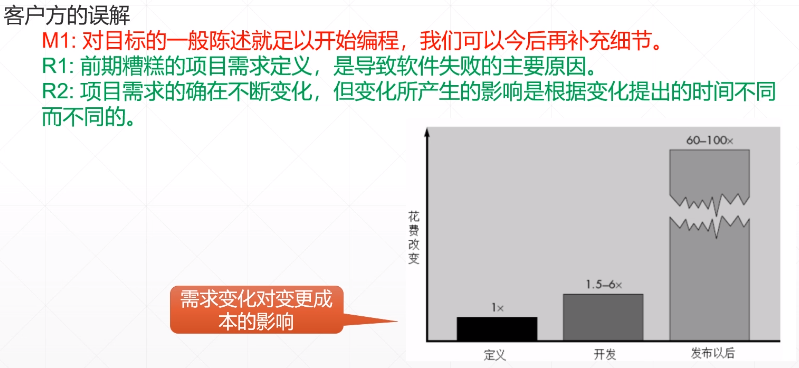 客户方的误解
M1: 对目标的一般陈述就足以开始编程，我们可以今后再补充细节。
R1: 前期糟糕的项目需求定义，是导致软件失败的主要原因。
R2: 项目需求的确在不断变化，但变化所产生的影响是根据变化提出的时间不同
而不同的。
60–100×
花
费
改
变
1.5–6×
1×
需求变化对变更成
本的影响
定义
开发
发布以后